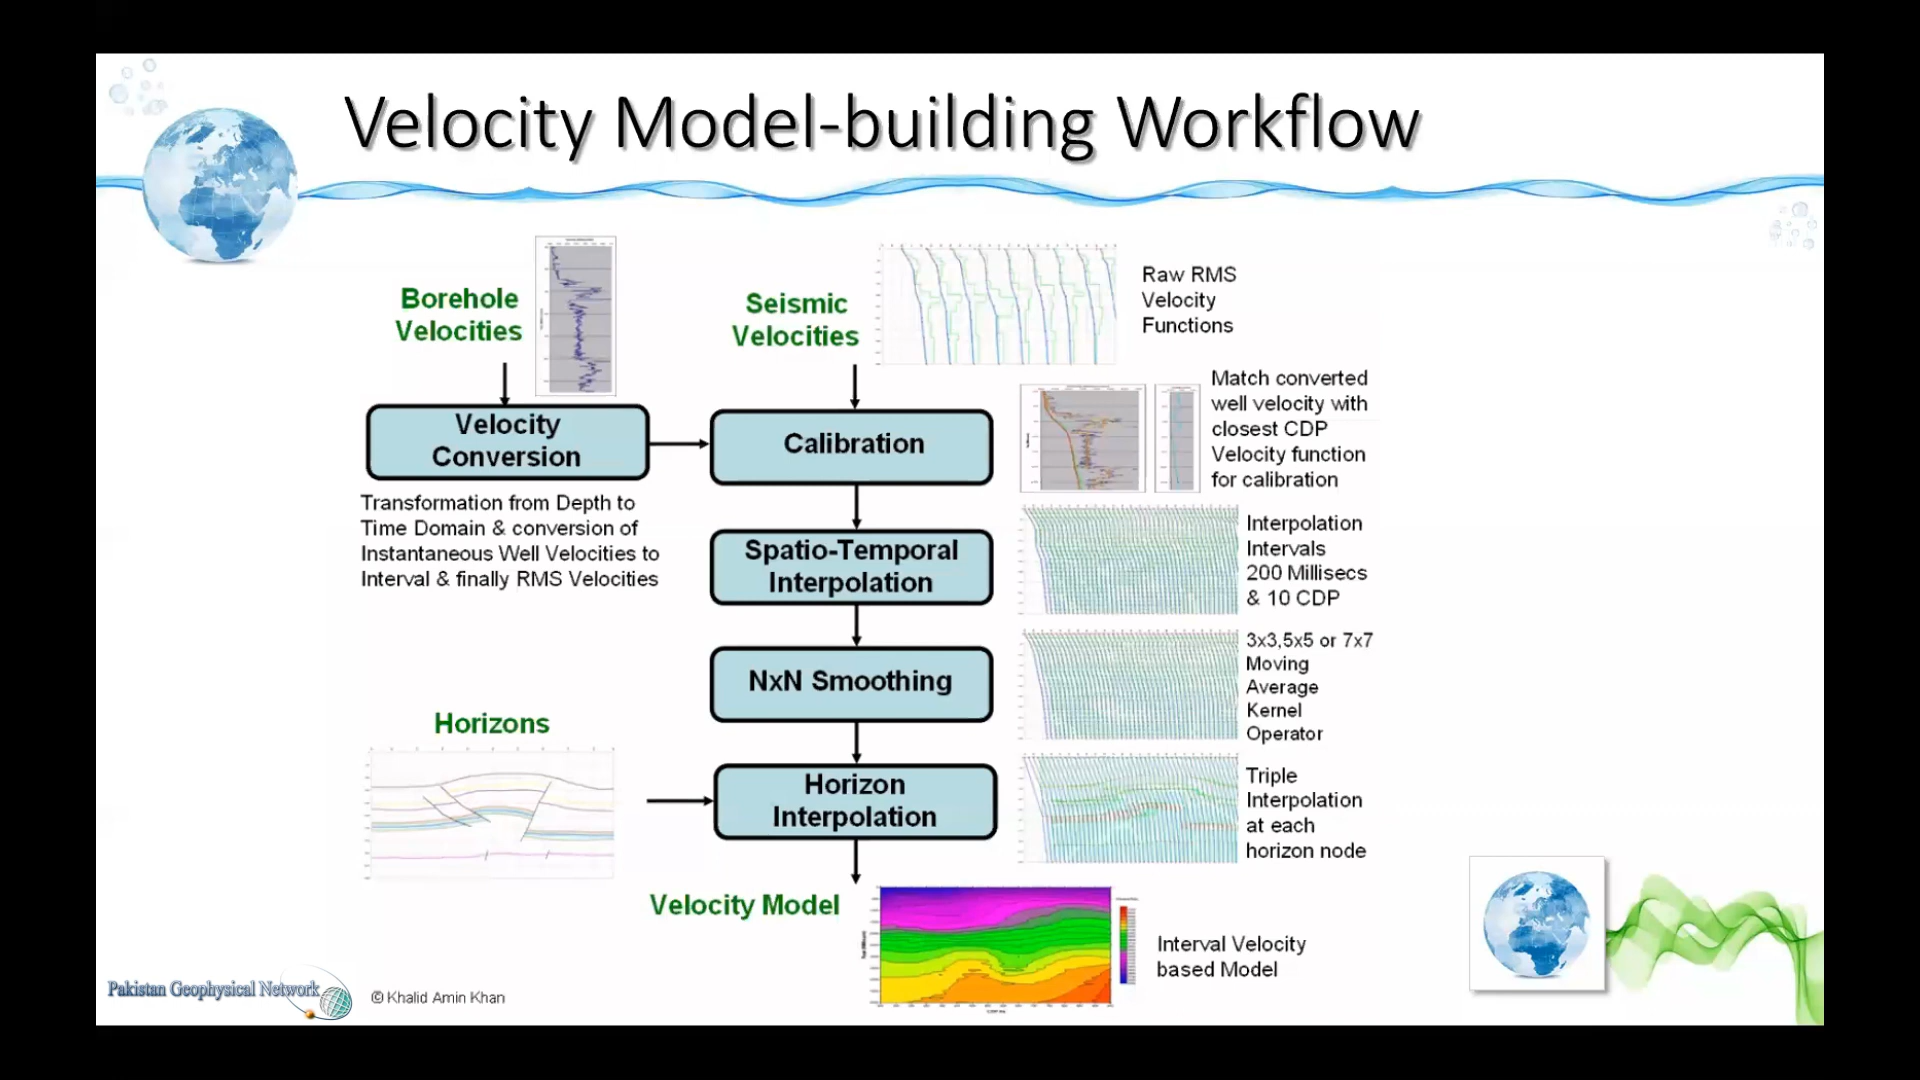 Velocity Model-building Workflow
Borehole
Velocities
Seismic
Velocities
Raw RMS
Velocity
Functions
Velocity
Conversion
Calibration
Match converted
well velocity with
closest CDP
Velocity function
for calibration
Transformation from Depth to
Time Domain & conversion of
Instantaneous Well Velocities to
Interval & finally RMS Velocities
Spatio-Temporal
Interpolation
Interpolation
Intervals
200 Millisecs
& 10 CDP
NxN Smoothing
3x3,5x5 or 7x7
Moving
Average
Kernel
Operator
Horizons
Horizon
Interpolation
Triple
Interpolation
at each
horizon node
Velocity Model
Interval Velocity
based Model
Pakistan Geophysical Network
© Khalid Amin Khan